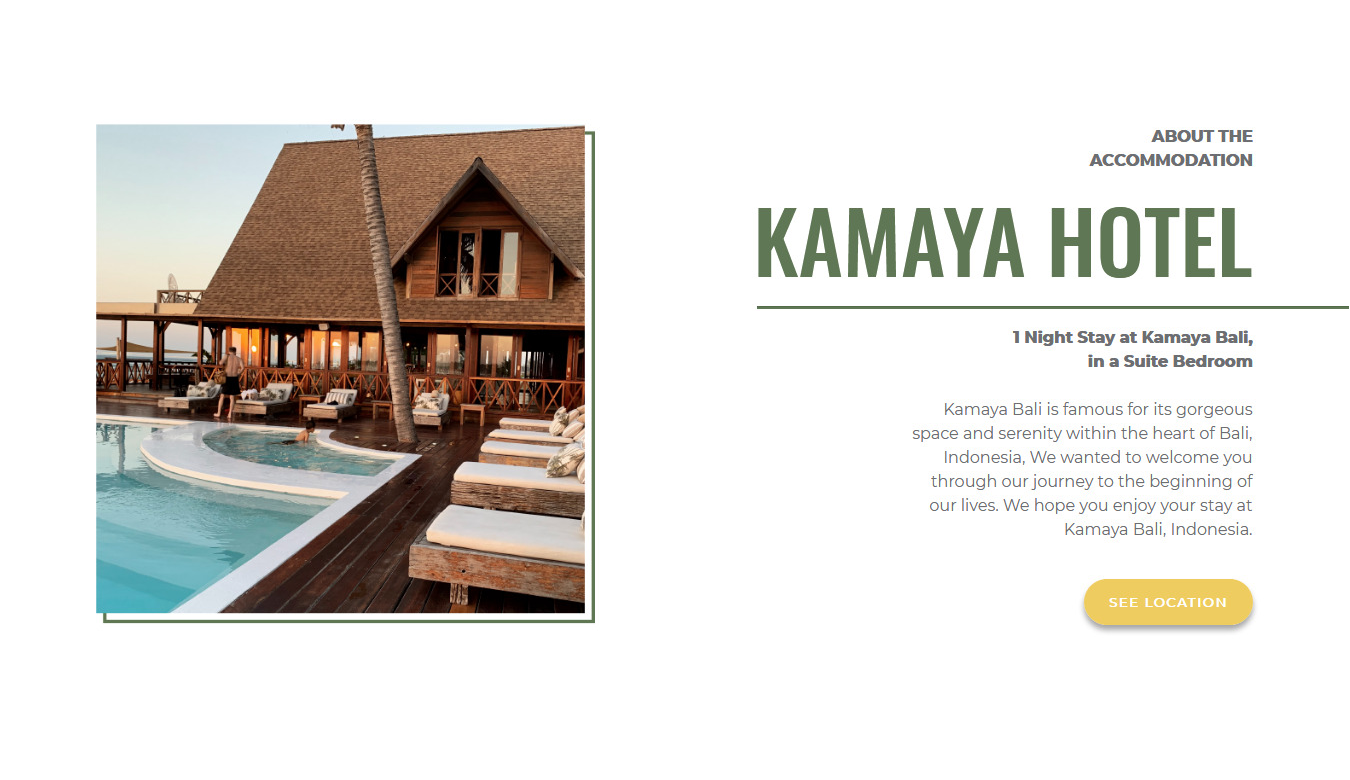 ABOUT THE
ACCOMMODATION
KAMAYA HOTEL
1 Night Stay at Kamaya Bali,
in a Suite Bedroom
Kamaya Bali is famous for its gorgeous
space and serenity within the heart of Bali,
Indonesia, We wanted to welcome you
through our journey to the beginning of
our lives. We hope you enjoy your stay at
Kamaya Bali, Indonesia.
SEE LOCATION